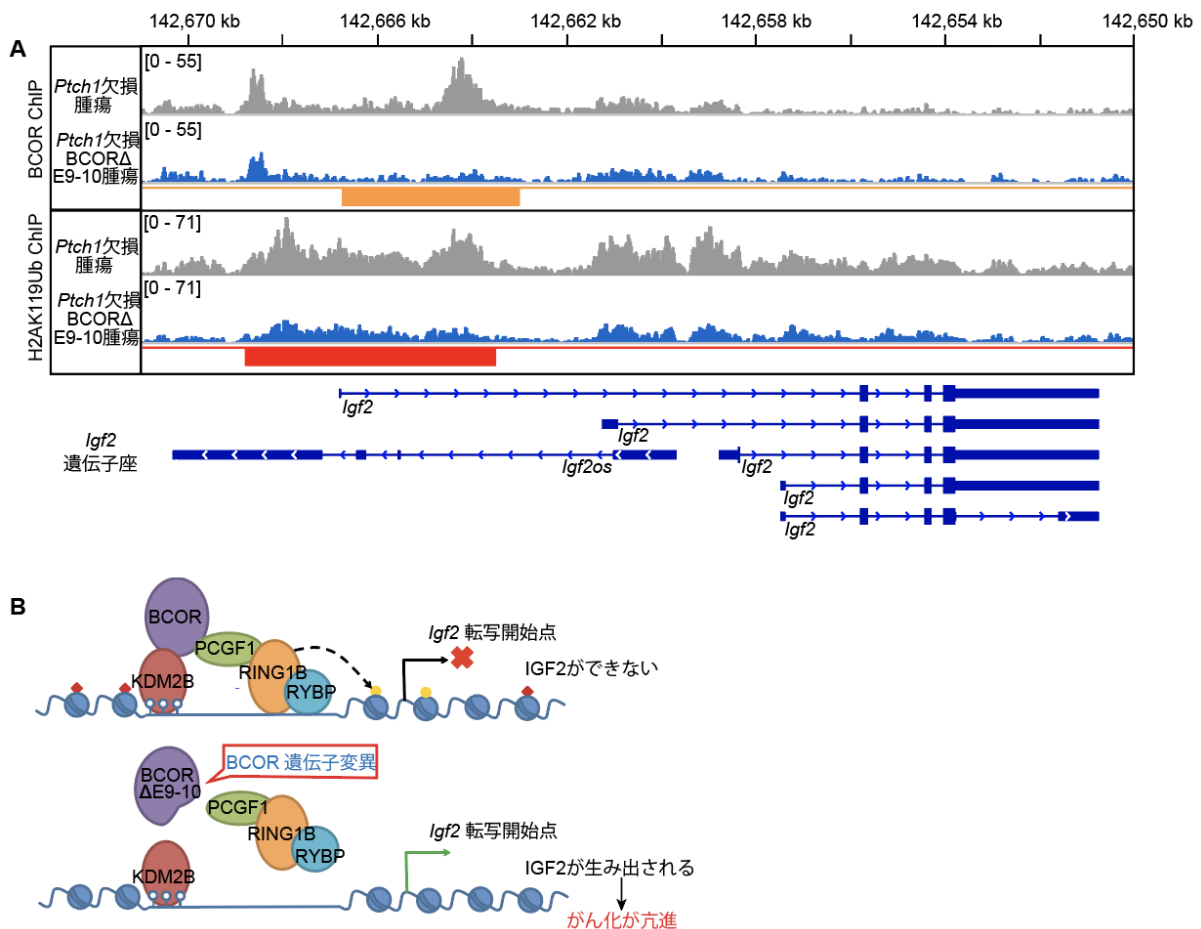 142,670 kb
142,666 kb
142,662 kb
142,658 kb
142,654 kb
142,650 kb
A
BCOR ChIP
Ptch1欠損
腫瘍
[0 - 55]
Ptch1欠損
BCORΔ
E9-10腫瘍
[0 - 55]
H2AK119Ub ChIP
Ptch1欠損
腫瘍
[0 - 71]
Ptch1欠損
BCORΔ
E9-10腫瘍
[0 - 71]
Igf2
遺伝子座
Igf2
Igf2
Igf2os
Igf2
Igf2
Igf2
B
BCOR
PCGF1
KDM2B
RING1B
RYBP
Igf2 転写開始点
IGF2ができない
BCOR
ΔE9-10
BCOR 遺伝子変異
PCGF1
RING1B
RYBP
KDM2B
Igf2 転写開始点
IGF2が生み出される
がん化が亢進